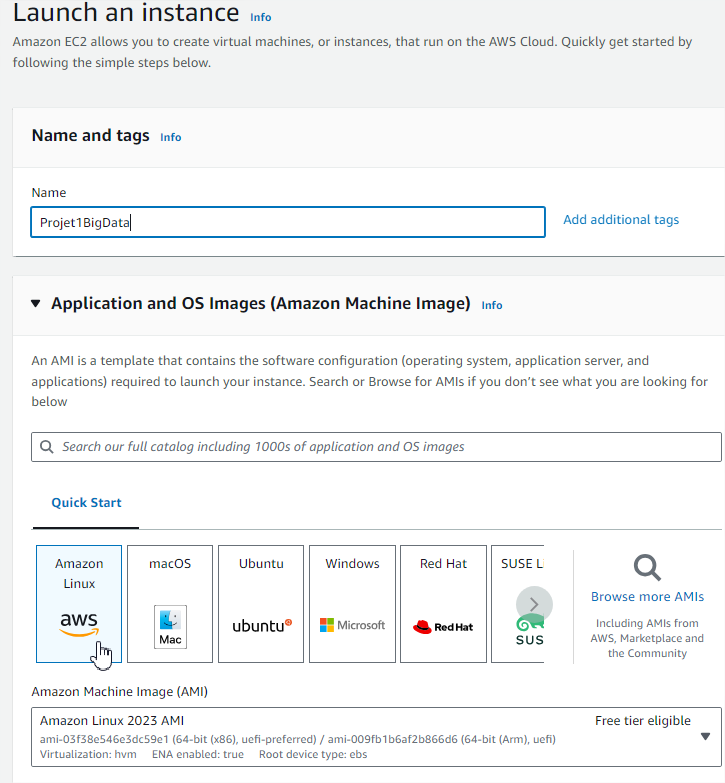 Launch an instance Info
Amazon EC2 allows you to create virtual machines, or instances, that run on the AWS Cloud. Quickly get started by
following the simple steps below.
Name and tags Info
Name
Projet1BigData
Add additional tags
Application and OS Images (Amazon Machine Image) Info
An AMI is a template that contains the software configuration (operating system, application server, and
applications) required to launch your instance. Search or Browse for AMIs if you don't see what you are looking for
below
Search our full catalog including 1000s of application and OS images
Quick Start
Amazon
Linux
aws
macOS
Mac
Ubuntu
ubuntu
Windows
Microsoft
Red Hat
Red Hat
SUSE L
SUS
Browse more AMIs
Including AMIs from
AWS, Marketplace and
the Community
Amazon Machine Image (AMI)
Amazon Linux 2023 AMI
Free tier eligible
ami-03f38e546e3dc59e1 (64-bit (x86), uefi-preferred) / ami-009fb1b6af2b866d6 (64-bit (Arm), uefi)
Virtualization: hvm ENA enabled: true Root device type: ebs